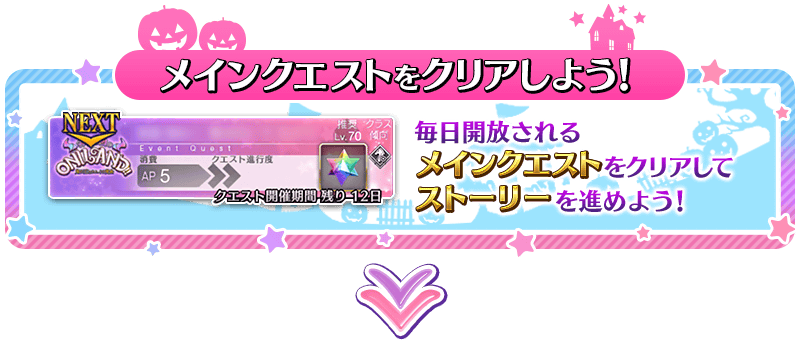 メインクエストをクリアしよう!
NEXT
ONILAND!!
Event Quest
推奨 クラス
Lv.70 傾向
消費 クエスト進行度
AP 5
クエスト開催期間 残り 12日
毎日開放される
メインクエストをクリアして
ストーリーを進めよう!